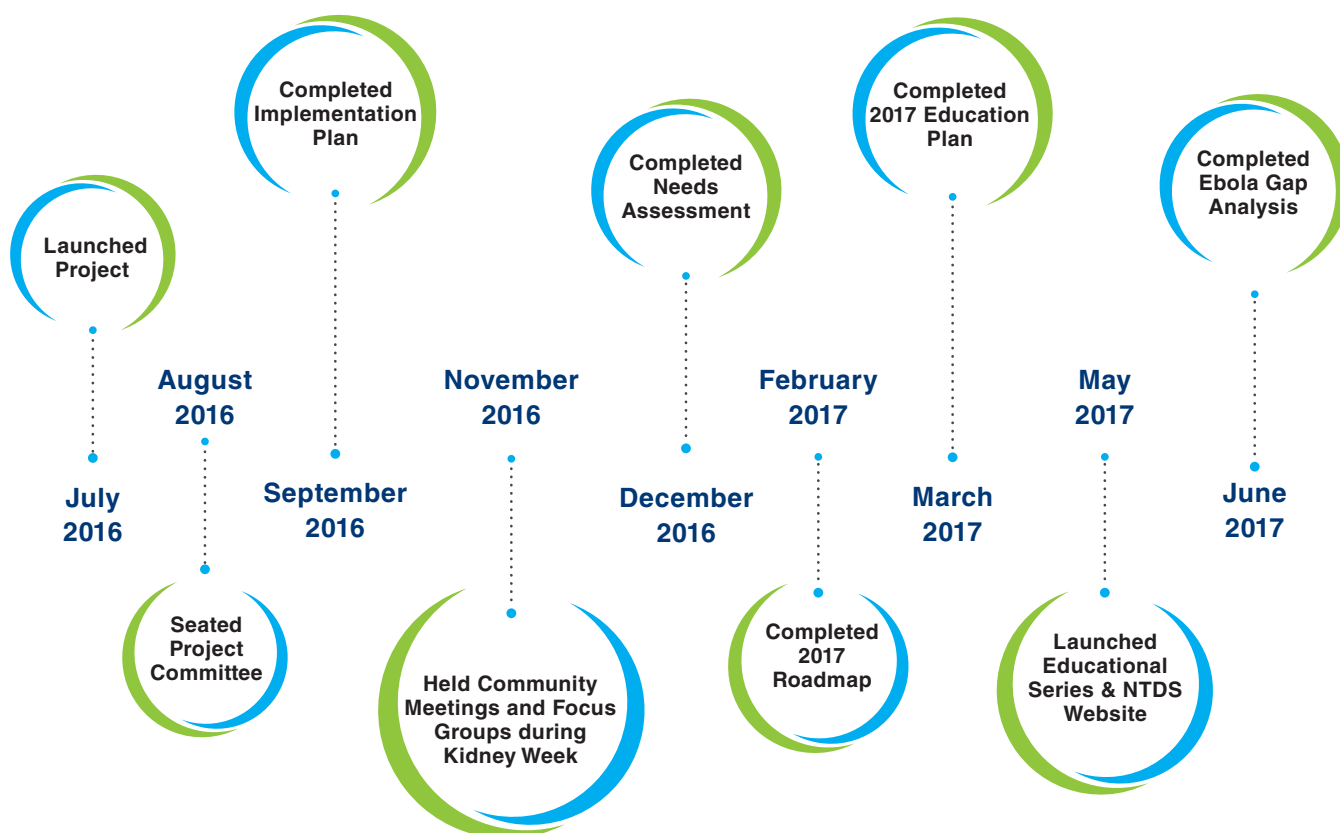 Launched
Project
July
2016
August
2016
Seated
Project
Committee
Completed
Implementation
Plan
September
2016
November
2016
Held Community
Meetings and Focus
Groups during
Kidney Week
Completed
Needs
Assessment
December
2016
February
2017
Completed
2017
Roadmap
Completed
2017 Education
Plan
March
2017
May
2017
Launched
Educational
Series & NTDS
Website
Completed
Ebola Gap
Analysis
June
2017